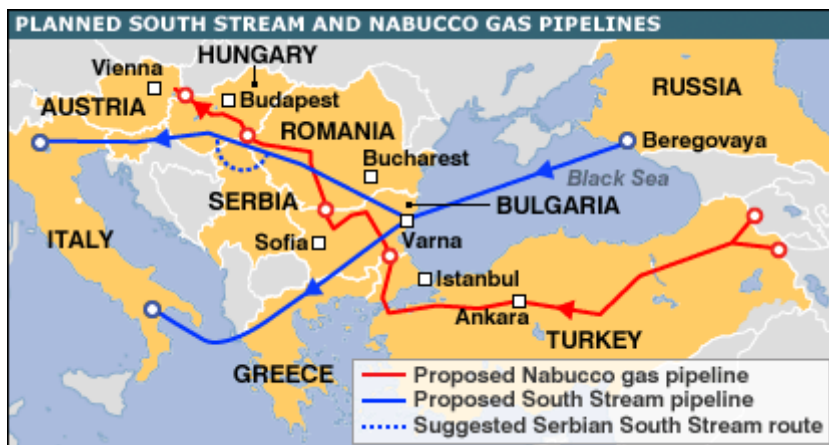 PLANNED SOUTH STREAM AND NABUCCO GAS PIPELINES
HUNGARY
Vienna
RUSSIA
AUSTRIA
Budapest
ROMANIA
Beregovaya
Bucharest
Black Sea
SERBIA
BULGARIA
ITALY
Sofia
Varna
Istanbul
Ankara
TURKEY
GREECE
Proposed Nabucco gas pipeline
Proposed South Stream pipeline
Suggested Serbian South Stream route